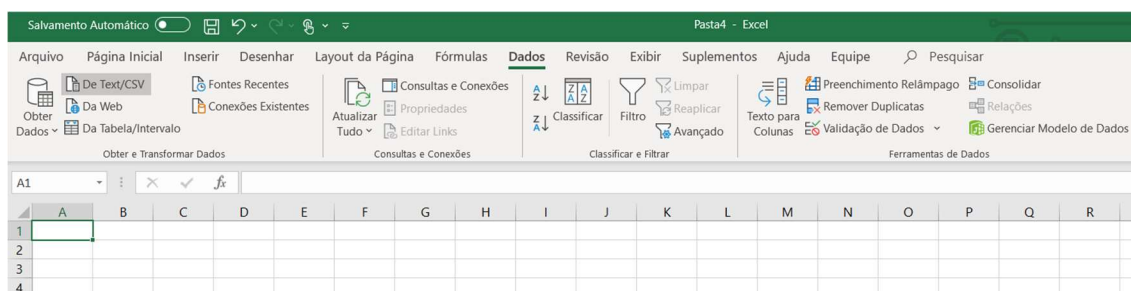 Salvamento Automático
Pasta4 - Excel
Arquivo Página Inicial Inserir Desenhar Layout da Página Fórmulas Dados Revisão Exibir Suplementos Ajuda Equipe Pesquisar
Obter Dados
De Text/CSV
Da Web
Da Tabela/Intervalo
Fontes Recentes
Conexões Existentes
Obter e Transformar Dados
Atualizar Tudo
Consultas e Conexões
Propriedades
Editar Links
Consultas e Conexões
A Z
Z A
Z A A Z
Classificar
Filtro
Limpar
Reaplicar
Avançado
Classificar e Filtrar
Texto para Colunas
Preenchimento Relâmpago
Remover Duplicatas
Validação de Dados
Consolidar
Relações
Gerenciar Modelo de Dados
Ferramentas de Dados
A1 fx
A B C D E F G H I J K L M N O P Q R
1
2
3
4